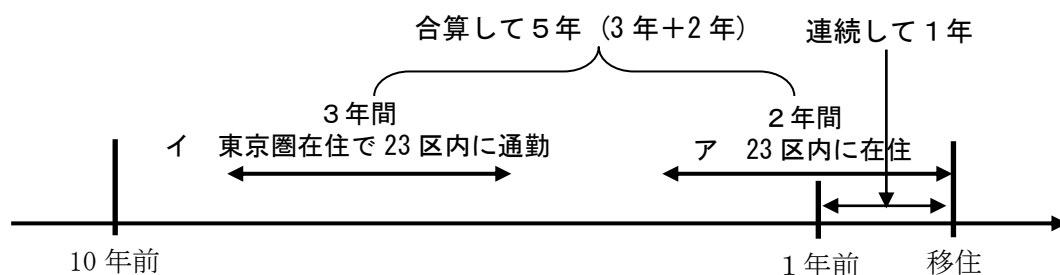 合算して５年（3年＋2年） 連続して１年
３年間
イ　東京圏在住で 23 区内に通勤
２年間
ア　23 区内に在住
10 年前 １年前 移住